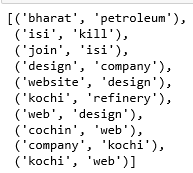 [('bharat', 'petroleum'),
('isi', 'kill'),
('join', 'isi'),
('design', 'company'),
('website', 'design'),
('kochi', 'refinery'),
('web', 'design'),
('cochin', 'web'),
('company', 'kochi'),
('kochi', 'web')]